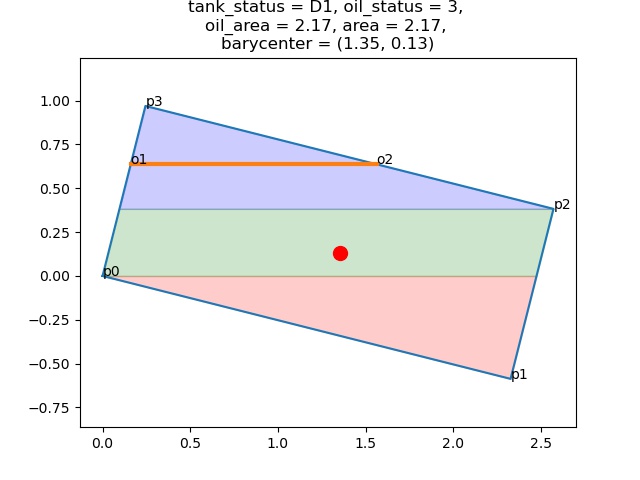 tank_status = D1, oil_status = 3,
oil_area = 2.17, area = 2.17,
barycenter = (1.35, 0.13)
1.00
0.75
0.50
0.25
0.00
−0.25
−0.50
−0.75
p3
o1
o2
p2
p0
p1
0.0
0.5
1.0
1.5
2.0
2.5